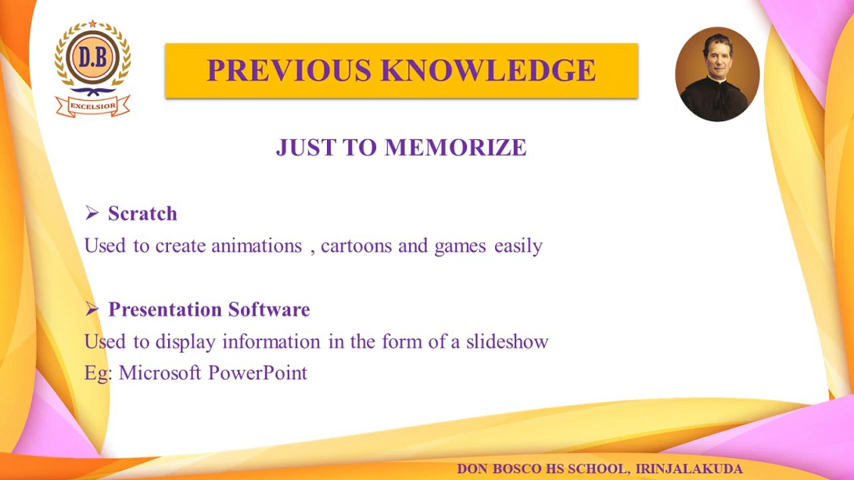 D.B
EXCELSIOR
PREVIOUS KNOWLEDGE
JUST TO MEMORIZE
➢ Scratch
Used to create animations , cartoons and games easily
➢ Presentation Software
Used to display information in the form of a slideshow
Eg: Microsoft PowerPoint
DON BOSCO HS SCHOOL, IRINJALAKUDA